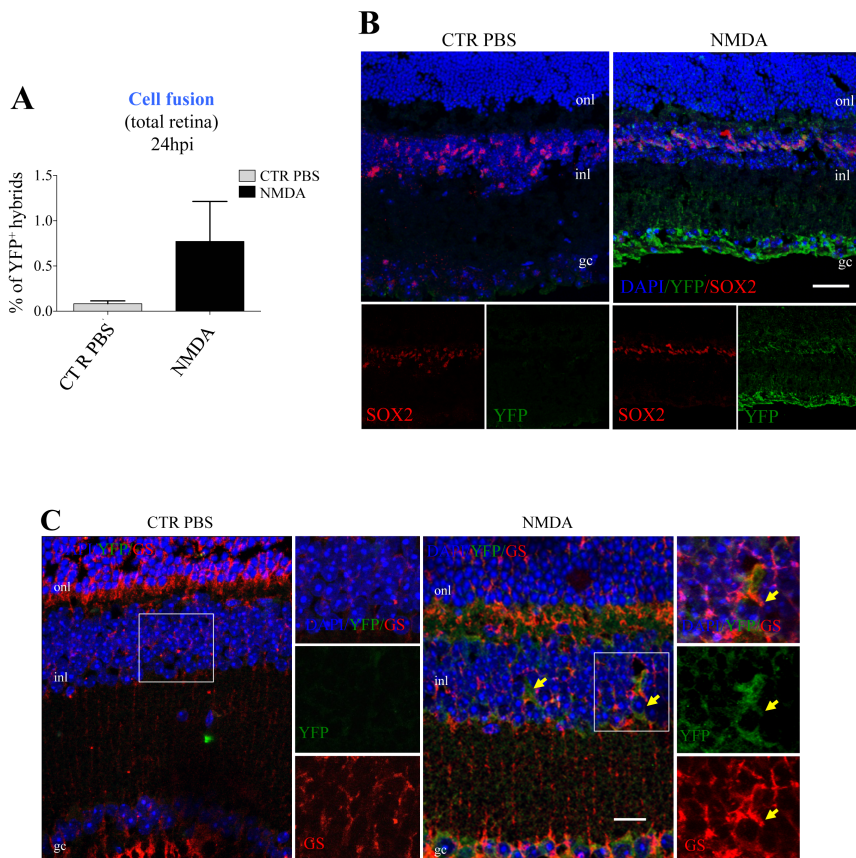 A
Cell fusion
(total retina)
24hpi
CTR PBS
NMDA
% of YFP+ hybrids
1.5
1.0
0.5
0.0
CT R PBS
NMDA
B
CTR PBS
NMDA
onl
inl
gc
onl
inl
gc
DAPI/YFP/SOX2
SOX2
YFP
SOX2
YFP
C
CTR PBS
NMDA
YFP/GS
onl
inl
gc
YFP/GS
YFP
GS
YFP/GS
onl
inl
gc
YFP/GS
YFP
GS